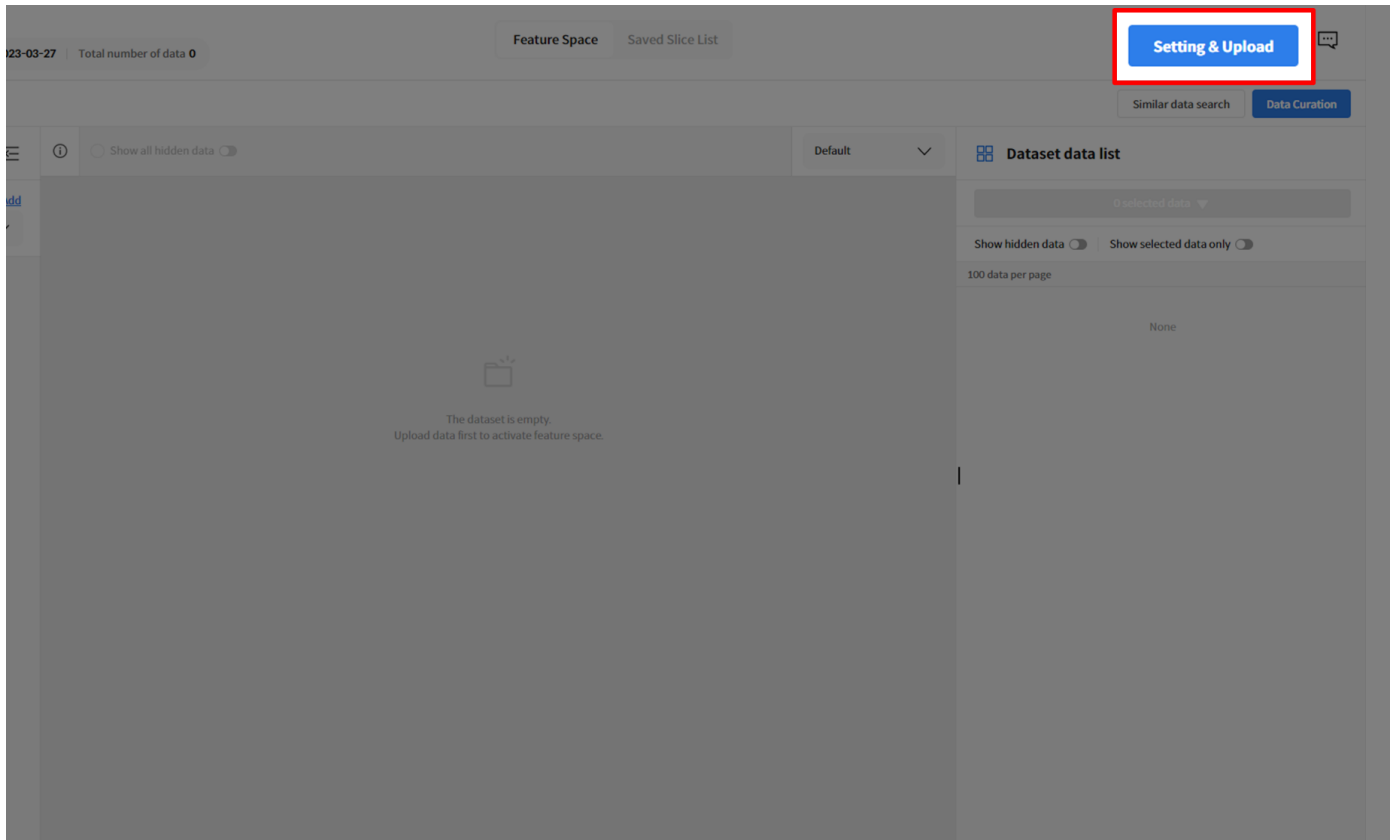 Feature Space Saved Slice List
Setting & Upload
023-03-27 Total number of data 0
Similar data search Data Curation
Show all hidden data
Default
Dataset data list
Add
0 selected data
Show hidden data Show selected data only
100 data per page
None
The dataset is empty.
Upload data first to activate feature space.